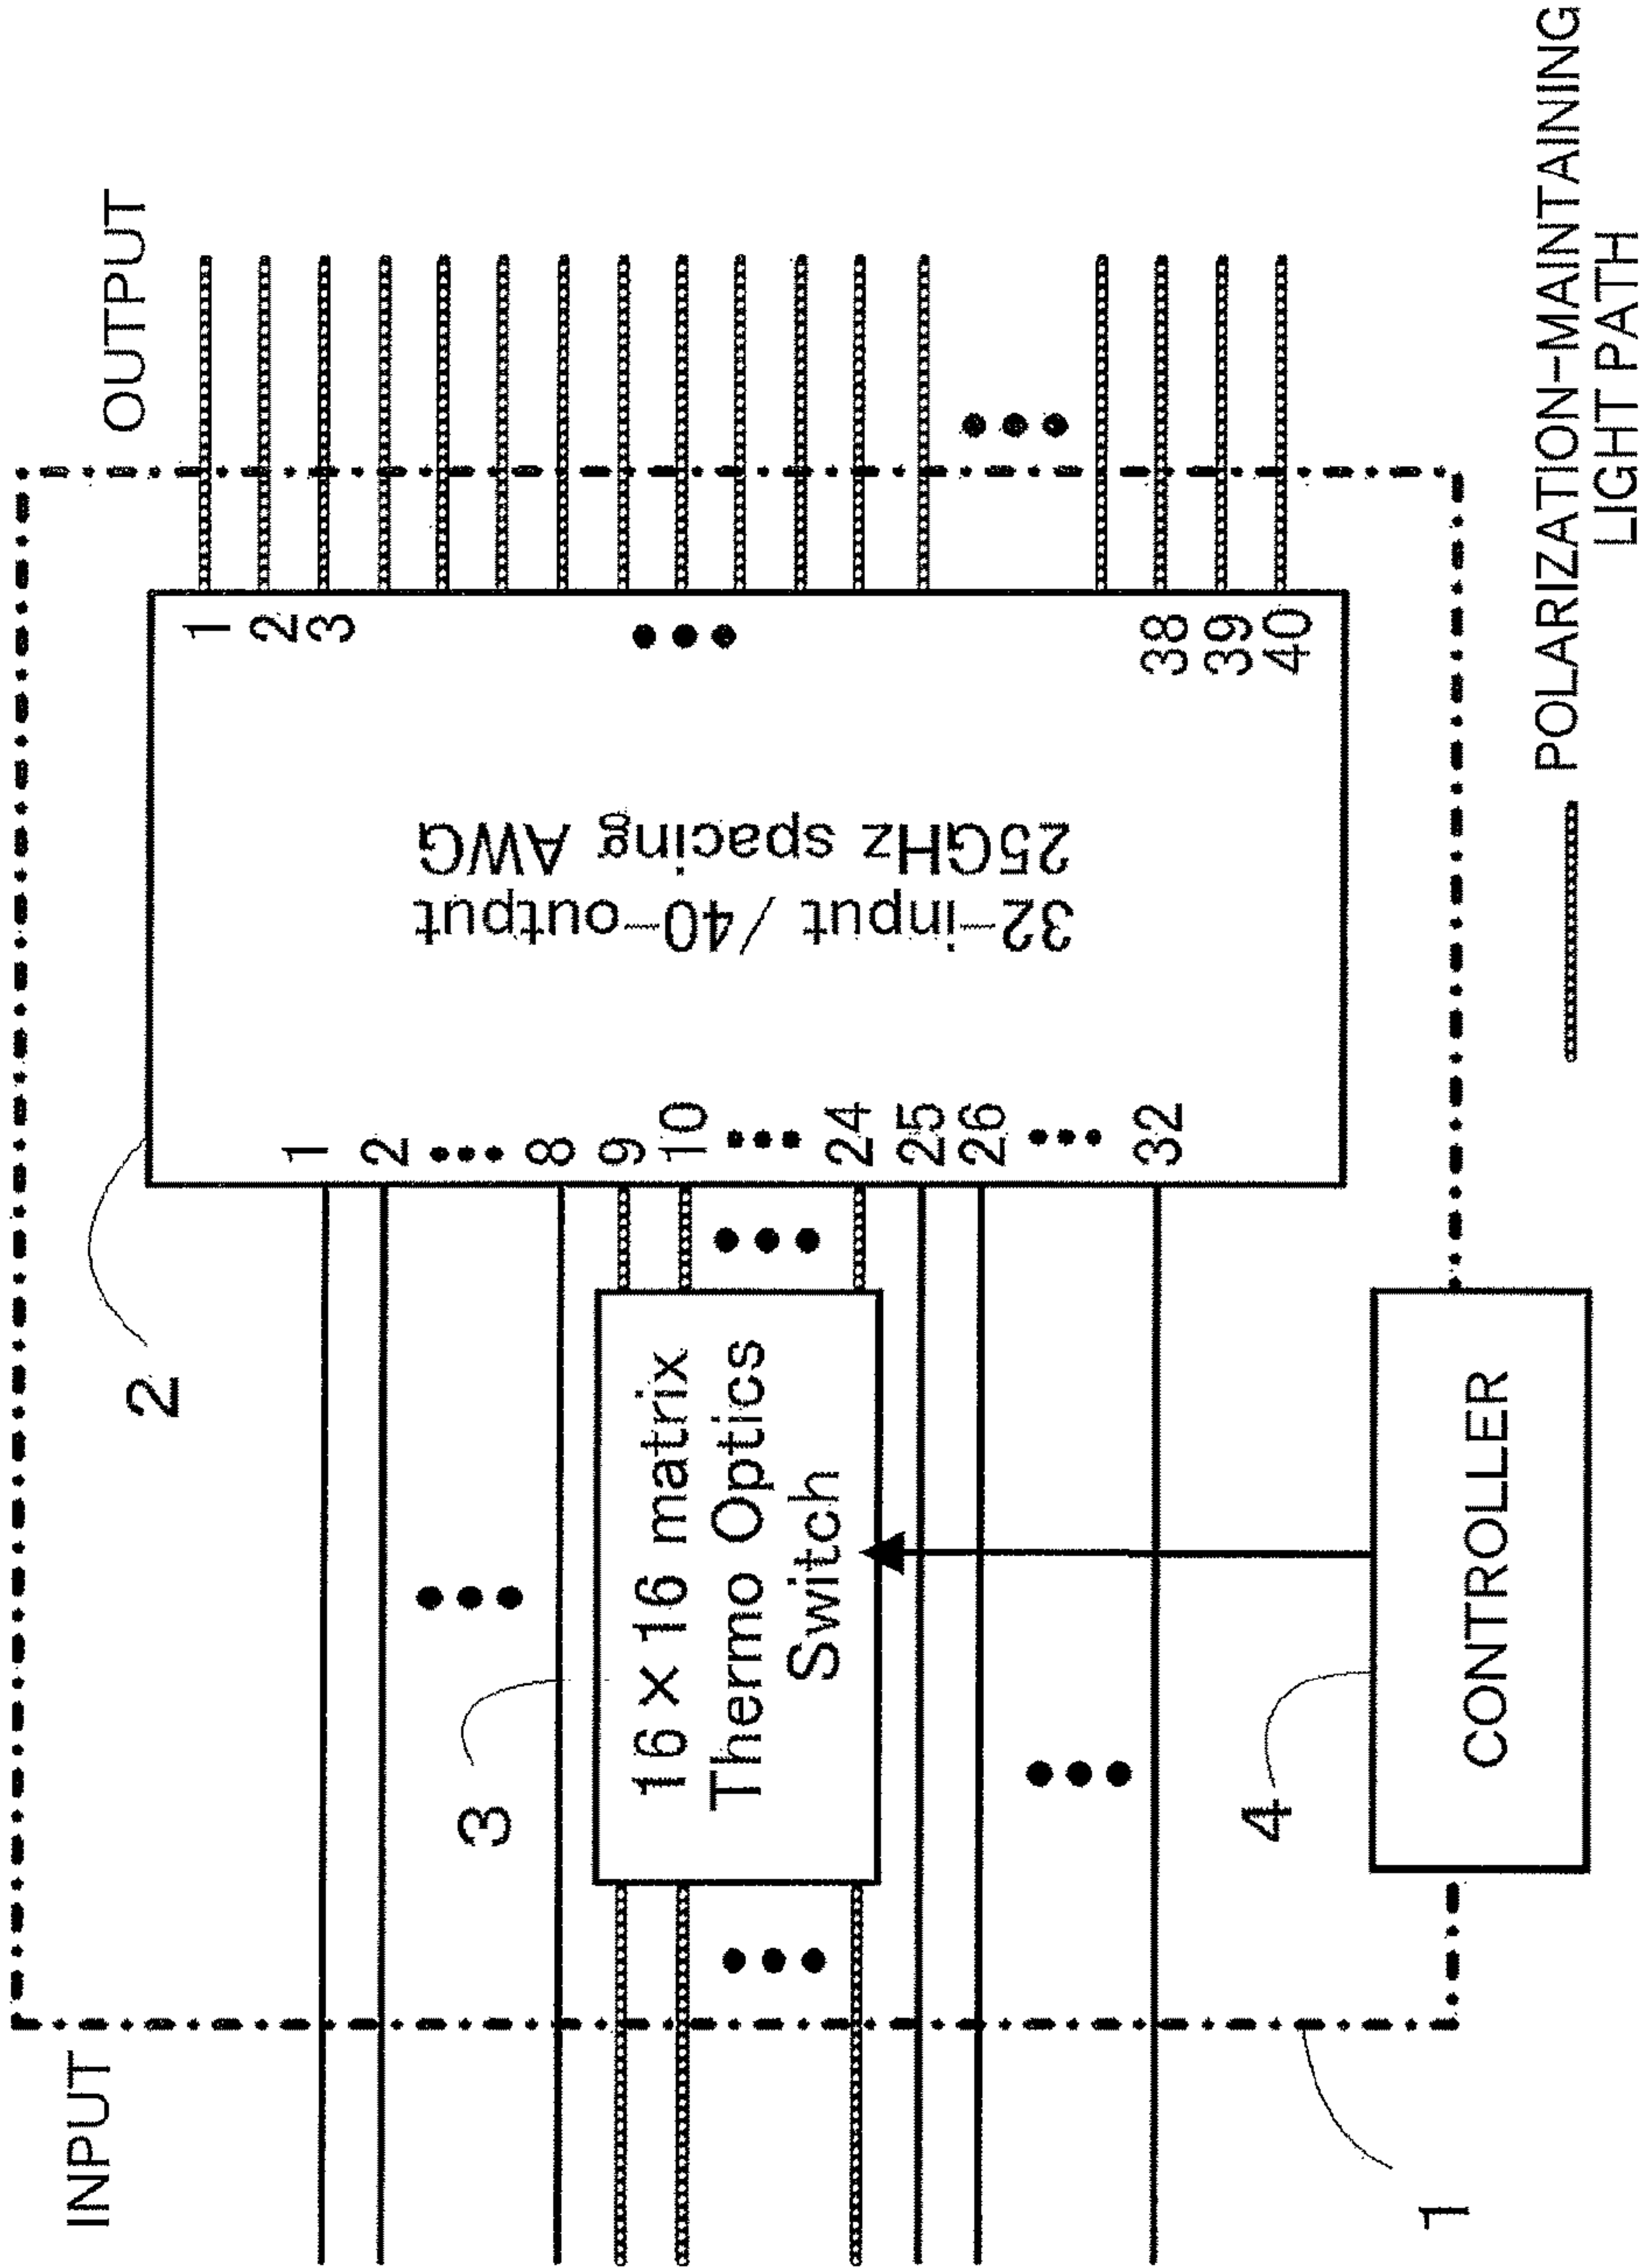 INPUT
OUTPUT
1
2
•••
8
9
10
•••
24
25
26
•••
32
32-input /40-output
25GHz spacing AWG
1
2
3
•••
38
39
40
2
3
16×16 matrix
Thermo Optics
Switch
4
CONTROLLER
1
POLARIZATION-MAINTAINING
LIGHT PATH